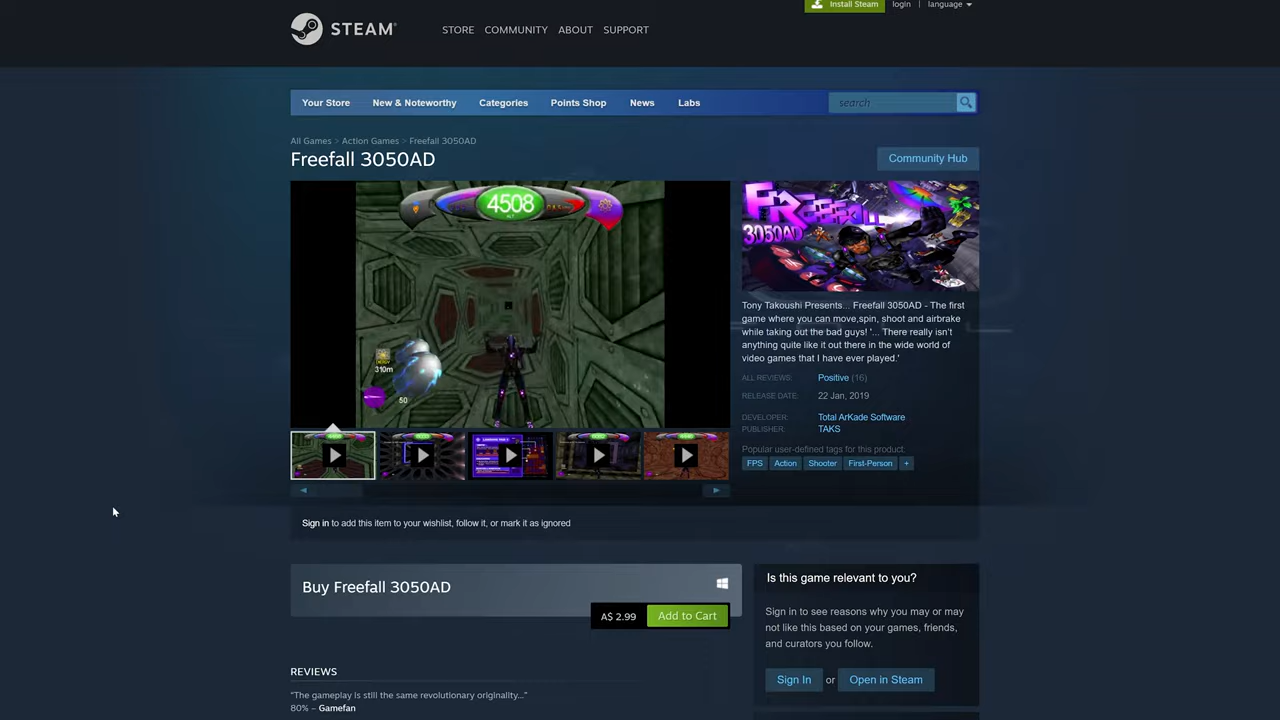 Install Steam login | language
STEAM
STORE COMMUNITY ABOUT SUPPORT
Your Store New & Noteworthy Categories Points Shop News Labs search
All Games > Action Games > Freefall 3050AD
Freefall 3050AD
Community Hub
4508
ENERGY
310m
50
FREEFALL
3050AD
Tony Takoushi Presents... Freefall 3050AD - The first
game where you can move,spin, shoot and airbrake
while taking out the bad guys! '... There really isn't
anything quite like it out there in the wide world of
video games that I have ever played.'
ALL REVIEWS: Positive (16)
RELEASE DATE: 22 Jan, 2019
DEVELOPER: Total ArKade Software
PUBLISHER: TAKS
Popular user-defined tags for this product:
FPS Action Shooter First-Person +
Sign in to add this item to your wishlist, follow it, or mark it as ignored
Buy Freefall 3050AD
A$ 2.99 Add to Cart
Is this game relevant to you?
Sign in to see reasons why you may or may
not like this based on your games, friends,
and curators you follow.
Sign In or Open in Steam
REVIEWS
“The gameplay is still the same revolutionary originality...”
80% – Gamefan